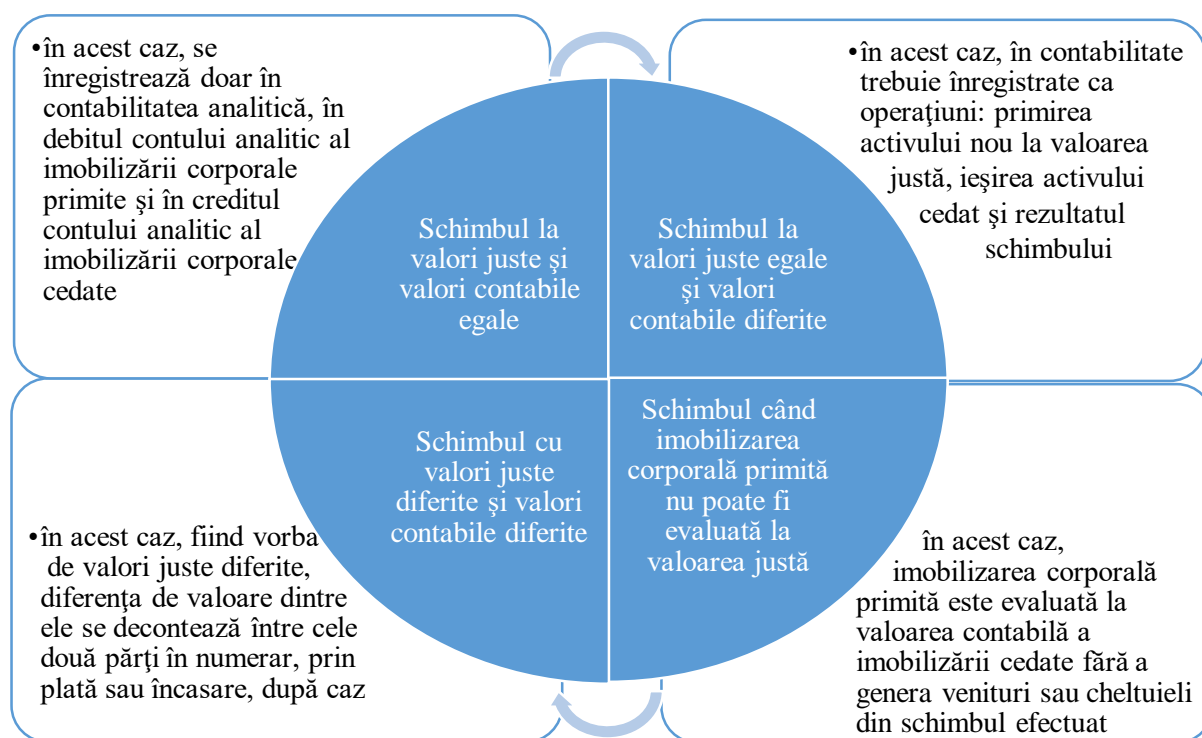 •în acest caz, se
înregistrează doar în
contabilitatea analitică, în
debitul contului analitic al
imobilizării corporale
primite şi în creditul
contului analitic al
imobilizării corporale
cedate
Schimbul la
valori juste şi
valori contabile
egale
•în acest caz, în contabilitate
trebuie înregistrate ca
operaţiuni: primirea
activului nou la valoarea
justă, ieşirea activului
cedat şi rezultatul
schimbului
Schimbul la
valori juste egale
şi valori
contabile diferite
•în acest caz, fiind vorba
de valori juste diferite,
diferenţa de valoare dintre
ele se decontează între cele
două părţi în numerar, prin
plată sau încasare, după caz
Schimbul cu
valori juste
diferite şi valori
contabile diferite
Schimbul când
imobilizarea
corporală primită
nu poate fi
evaluată la
valoarea justă
în acest caz,
imobilizarea corporală
primită este evaluată la
valoarea contabilă a
imobilizării cedate fără a
genera venituri sau cheltuieli
din schimbul efectuat